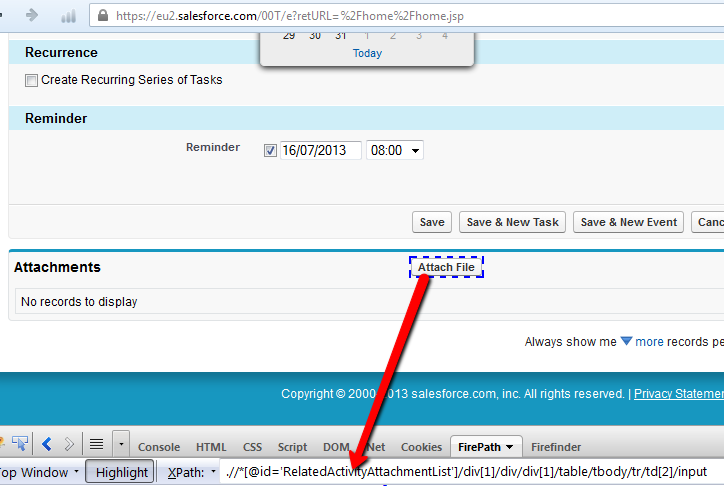 https://eu2.salesforce.com/00T/e?retURL=%2Fhome%2Fhome.jsp
29 30 31 1 2 3 4
Today
Recurrence
Create Recurring Series of Tasks
Reminder
Reminder 16/07/2013 08:00
Save Save & New Task Save & New Event Canc
Attachments Attach File
No records to display
Always show me more records pe
Copyright © 2000-2013 salesforce.com, inc. All rights reserved. | Privacy Statemen
Console HTML CSS Script DOM Net Cookies FirePath Firefinder
Top Window Highlight XPath: .//*[@id='RelatedActivityAttachmentList']/div[1]/div/div[1]/table/tbody/tr/td[2]/input